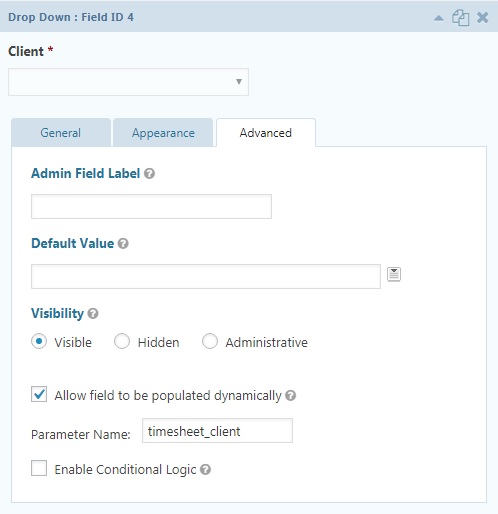 Drop Down : Field ID 4
Client *
General Appearance Advanced
Admin Field Label
Default Value
Visibility
Visible Hidden Administrative
Allow field to be populated dynamically
Parameter Name: timesheet_client
Enable Conditional Logic